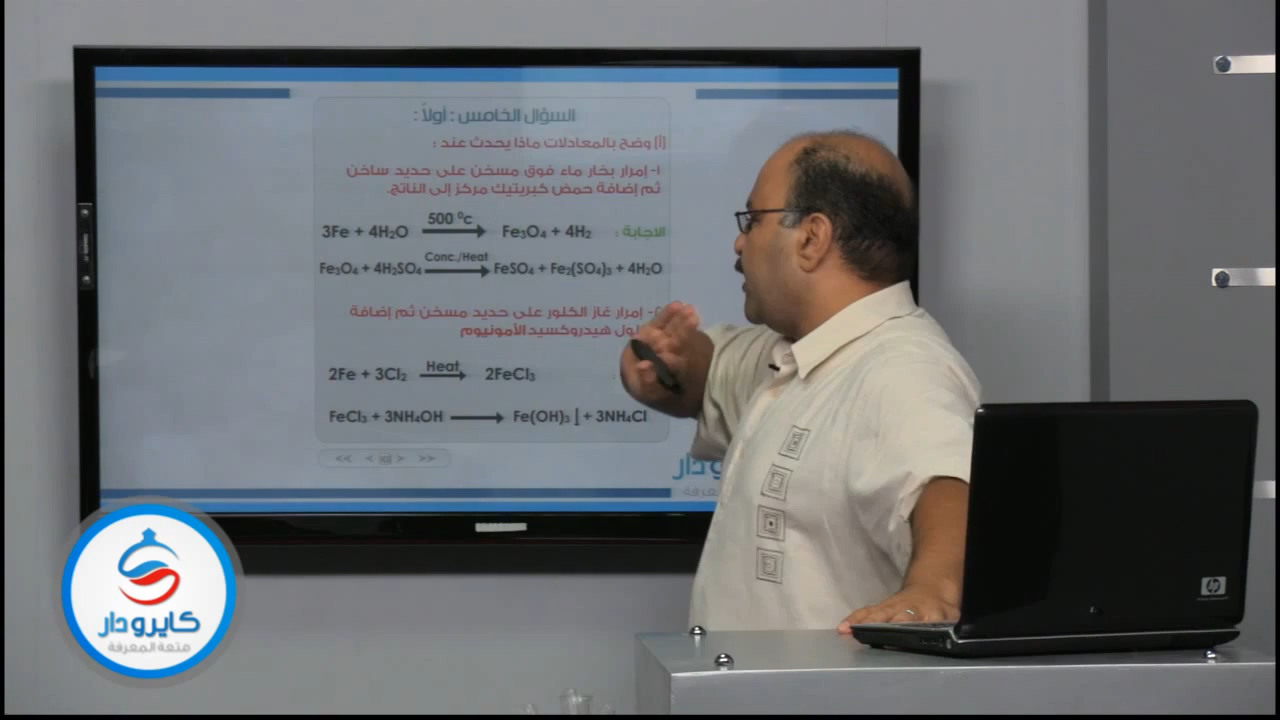 السؤال الخامس : أولاً :
(أ) وضح بالمعادلات ماذا يحدث عند :
١- إمرار بخار ماء فوق مسخن على حديد ساخن
ثم إضافة حمض كبريتيك مركز إلى الناتج.
الاجابة :
3Fe + 4H₂O 500 ⁰c → Fe₃O₄ + 4H₂
Fe₃O₄ + 4H₂SO₄ Conc./Heat → FeSO₄ + Fe₂(SO₄)₃ + 4H₂O
إمرار غاز الكلور على حديد مسخن ثم إضافة
هيدروكسيد الأمونيوم
2Fe + 3Cl₂ Heat → 2FeCl₃
FeCl₃ + 3NH₄OH → Fe(OH)₃ ↓ + 3NH₄Cl
دار
كايرو دار
متعة المعرفة
hp